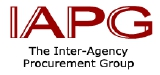 IAPG
The Inter-Agency
Procurement Group